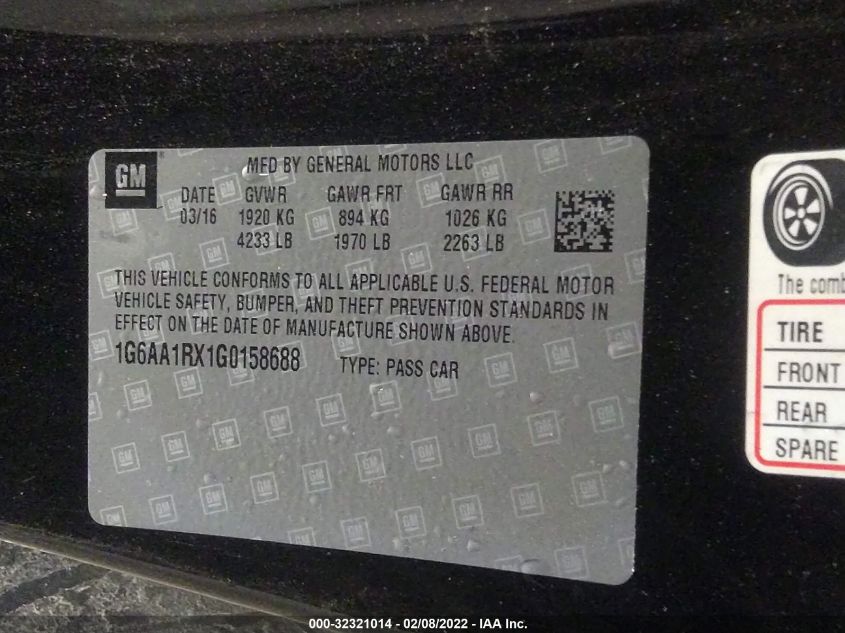 GM
MFD BY GENERAL MOTORS LLC
DATE GVWR GAWR FRT GAWR RR
03/16 1920 KG 894 KG 1026 KG
4233 LB 1970 LB 2263 LB
THIS VEHICLE CONFORMS TO ALL APPLICABLE U.S. FEDERAL MOTOR
VEHICLE SAFETY, BUMPER, AND THEFT PREVENTION STANDARDS IN
EFFECT ON THE DATE OF MANUFACTURE SHOWN ABOVE.
1G6AA1RX1G0158688 TYPE: PASS CAR
The comb
TIRE
FRONT
REAR
SPARE
000-32321014 - 02/08/2022 - IAA Inc.